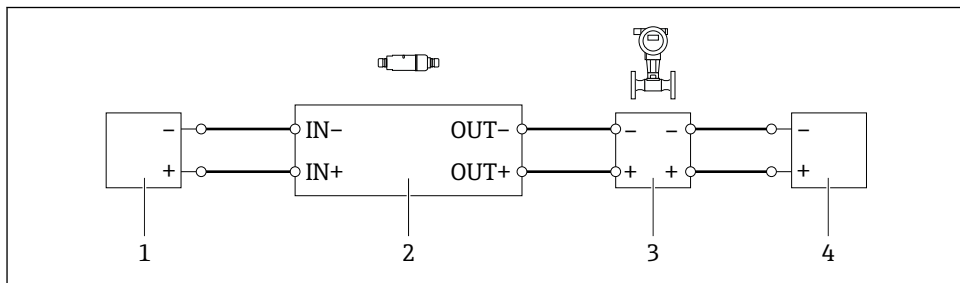 − IN− OUT− − − −
+ IN+ OUT+ + + +
1 2 3 4